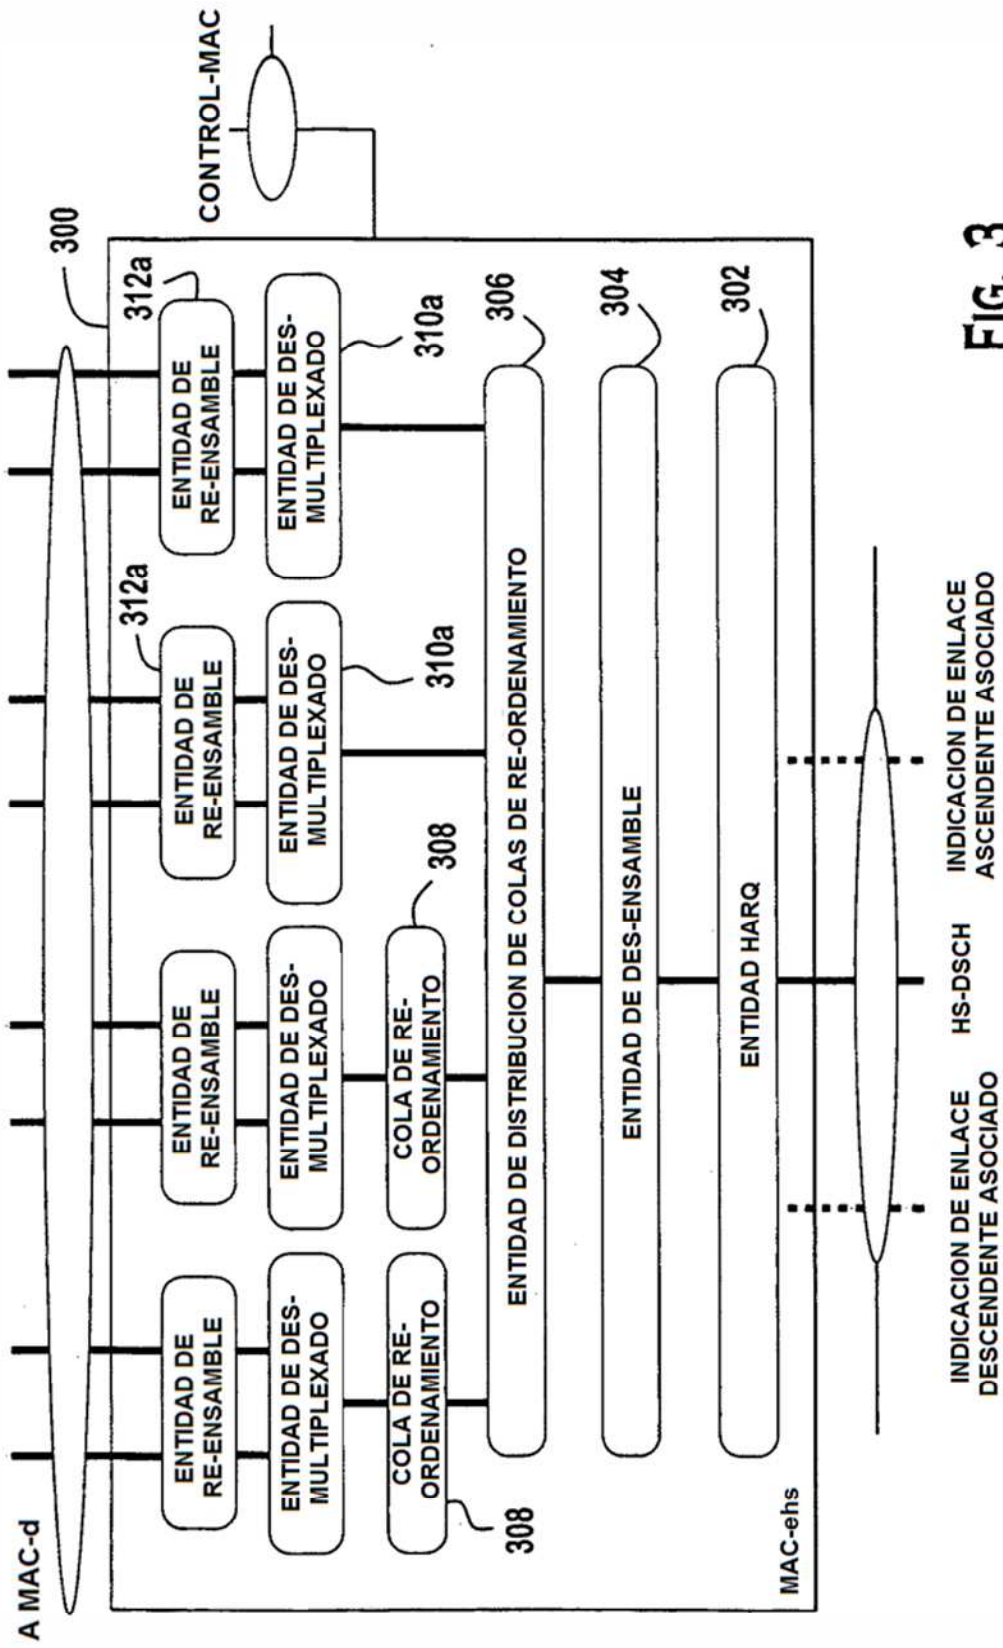 A MAC-d
300
CONTROL-MAC
312a
312a
ENTIDAD DE
RE-ENSAMBLE
ENTIDAD DE
RE-ENSAMBLE
ENTIDAD DE
RE-ENSAMBLE
ENTIDAD DE
RE-ENSAMBLE
ENTIDAD DE DES-
MULTIPLEXADO
ENTIDAD DE DES-
MULTIPLEXADO
ENTIDAD DE DES-
MULTIPLEXADO
ENTIDAD DE DES-
MULTIPLEXADO
310a
310a
COLA DE RE-
ORDENAMIENTO
COLA DE RE-
ORDENAMIENTO
308
308
306
ENTIDAD DE DISTRIBUCION DE COLAS DE RE-ORDENAMIENTO
304
ENTIDAD DE DES-ENSAMBLE
302
ENTIDAD HARQ
MAC-ehs
INDICACION DE ENLACE
DESCENDENTE ASOCIADO
HS-DSCH
INDICACION DE ENLACE
ASCENDENTE ASOCIADO
FIG. 3